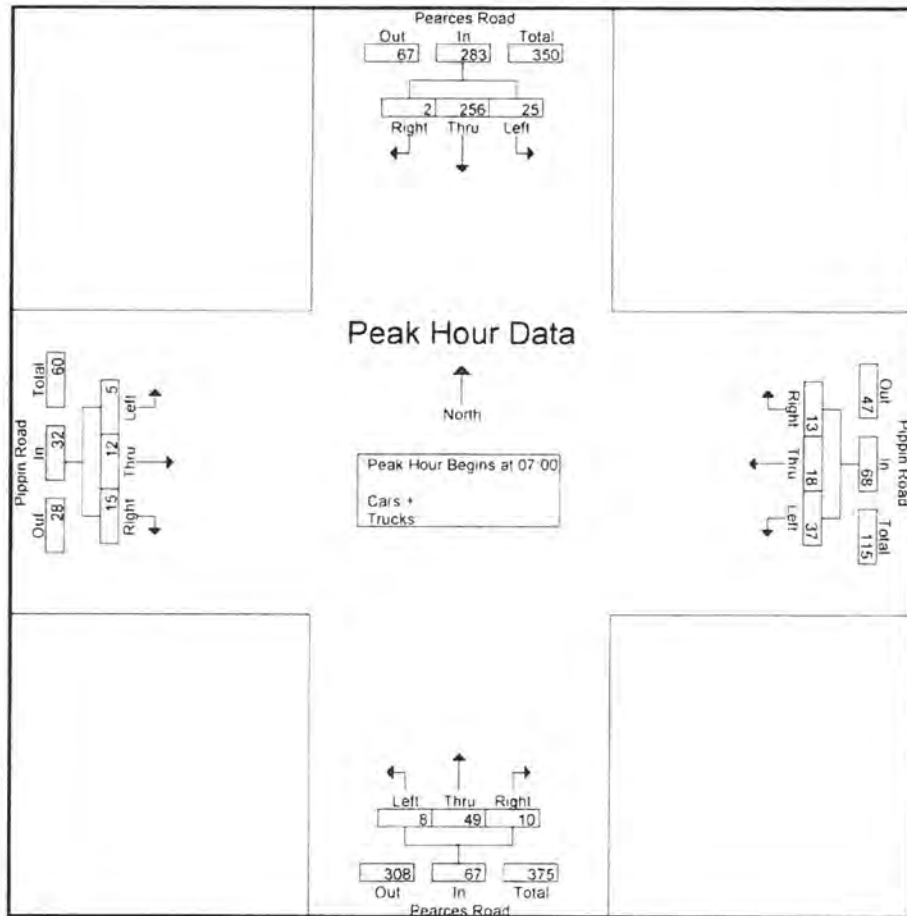 Pearces Road
Out In Total
67 283 350
2 256 25
Right Thru Left
Peak Hour Data
North
Peak Hour Begins at 07:00
Cars +
Trucks
Pippin Road
Total In Out
60 32 28
5 12 15
Left Thru Right
Right Thru Left
13 18 37
Out In Total
47 68 115
Pippin Road
Left Thru Right
8 49 10
308 67 375
Out In Total
Pearces Road